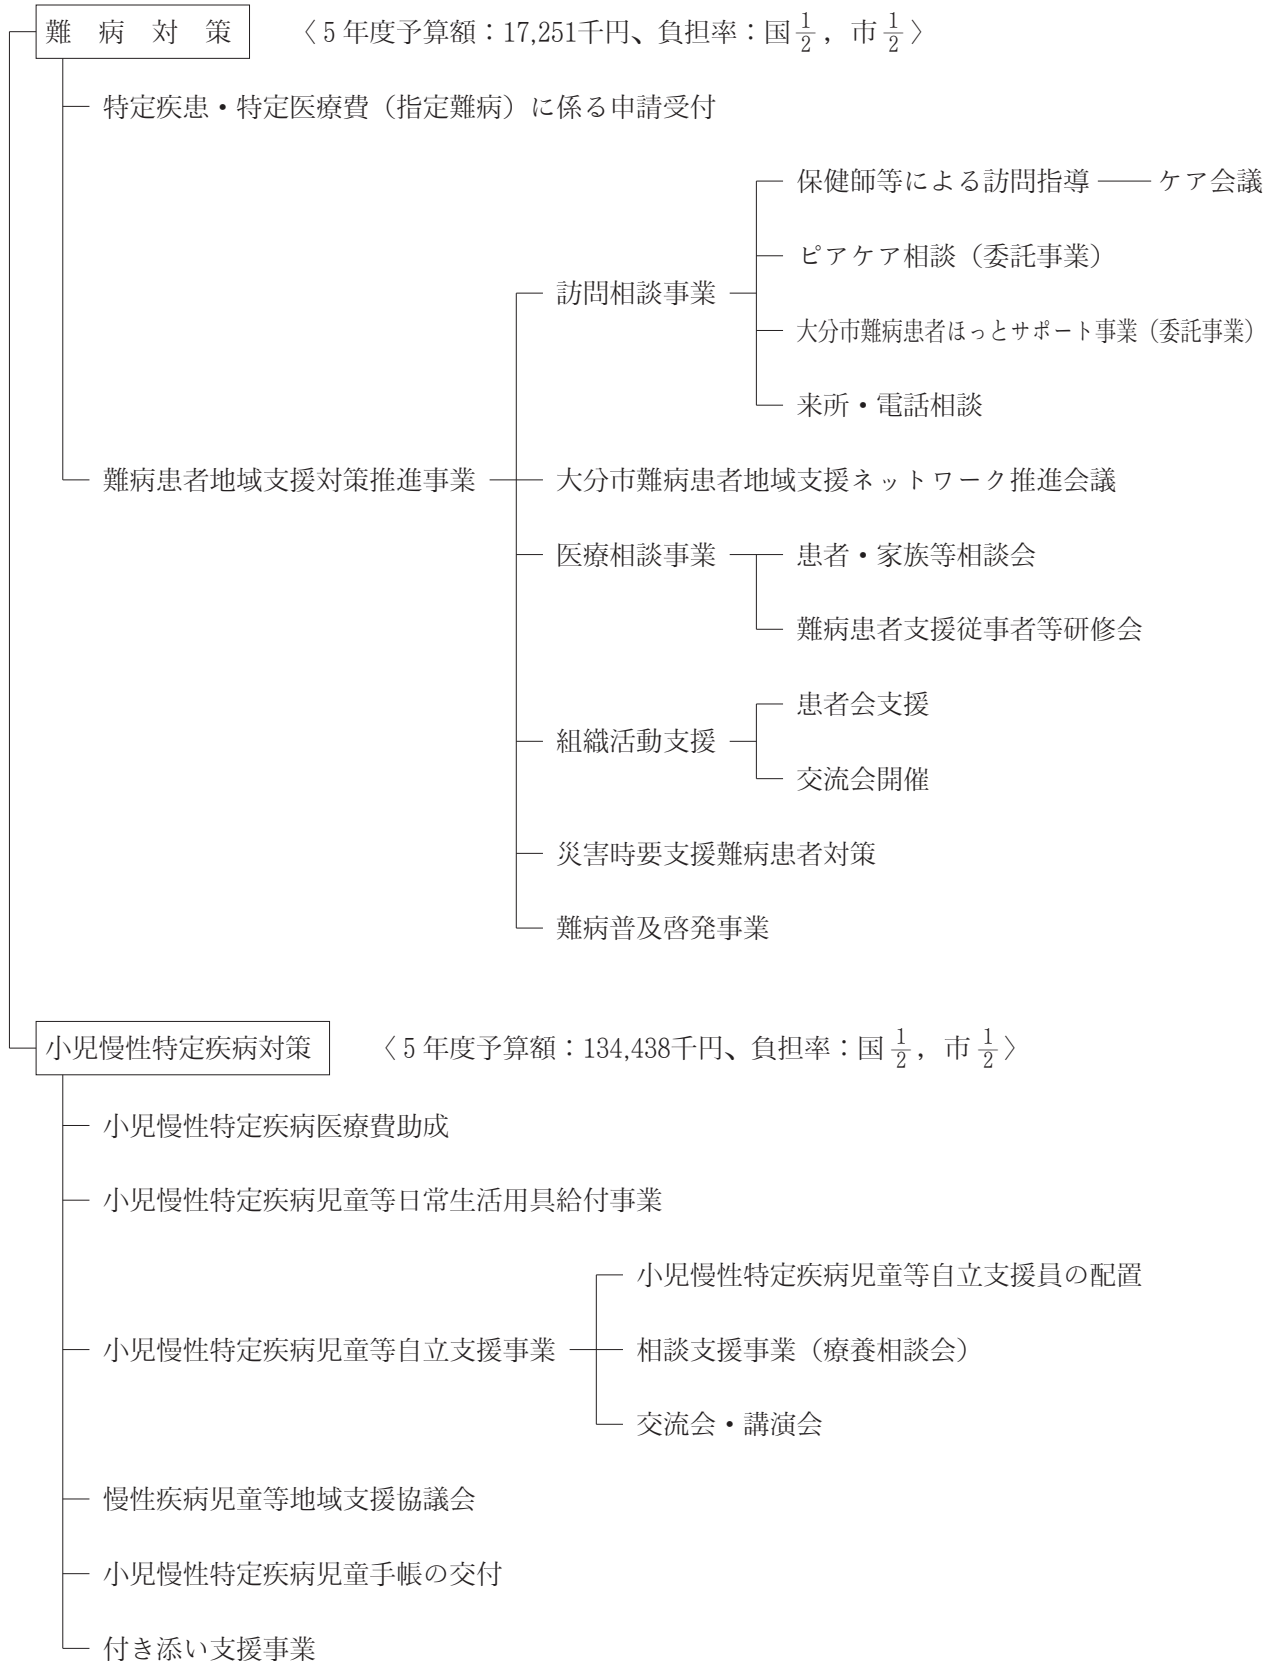 難病対策 〈5年度予算額：17,251千円、負担率：国1/2，市1/2〉
特定疾患・特定医療費（指定難病）に係る申請受付
保健師等による訪問指導 ケア会議
ピアケア相談（委託事業）
訪問相談事業
大分市難病患者ほっとサポート事業（委託事業）
来所・電話相談
難病患者地域支援対策推進事業 大分市難病患者地域支援ネットワーク推進会議
医療相談事業 患者・家族等相談会
難病患者支援従事者等研修会
患者会支援
組織活動支援
交流会開催
災害時要支援難病患者対策
難病普及啓発事業
小児慢性特定疾病対策 〈5年度予算額：134,438千円、負担率：国1/2，市1/2〉
小児慢性特定疾病医療費助成
小児慢性特定疾病児童等日常生活用具給付事業
小児慢性特定疾病児童等自立支援員の配置
小児慢性特定疾病児童等自立支援事業 相談支援事業（療養相談会）
交流会・講演会
慢性疾病児童等地域支援協議会
小児慢性特定疾病児童手帳の交付
付き添い支援事業